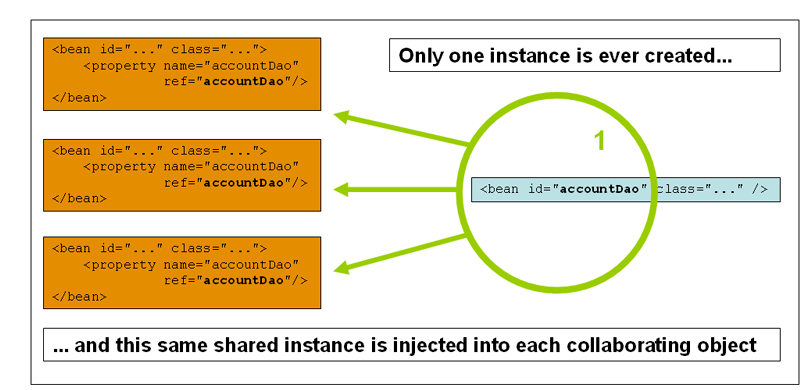 <bean id="..." class="...">
<property name="accountDao"
ref="accountDao"/>
</bean>
Only one instance is ever created...
<bean id="..." class="...">
<property name="accountDao"
ref="accountDao"/>
</bean>
1
<bean id="accountDao" class="..." />
<bean id="..." class="...">
<property name="accountDao"
ref="accountDao"/>
</bean>
... and this same shared instance is injected into each collaborating object